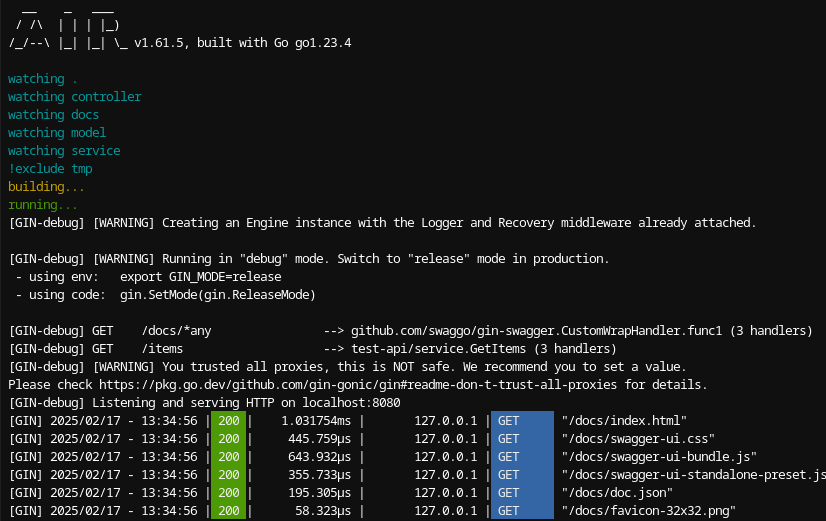 __    _   ___
 / /\  | | | |_)
/_/--\ |_| |_| \_ v1.61.5, built with Go go1.23.4
watching .
watching controller
watching docs
watching model
watching service
!exclude tmp
building...
running...
[GIN-debug] [WARNING] Creating an Engine instance with the Logger and Recovery middleware already attached.
[GIN-debug] [WARNING] Running in "debug" mode. Switch to "release" mode in production.
 - using env:   export GIN_MODE=release
 - using code:  gin.SetMode(gin.ReleaseMode)
[GIN-debug] GET    /docs/*any                --> github.com/swaggo/gin-swagger.CustomWrapHandler.func1 (3 handlers)
[GIN-debug] GET    /items                    --> test-api/service.GetItems (3 handlers)
[GIN-debug] [WARNING] You trusted all proxies, this is NOT safe. We recommend you to set a value.
Please check https://pkg.go.dev/github.com/gin-gonic/gin#readme-don-t-trust-all-proxies for details.
[GIN-debug] Listening and serving HTTP on localhost:8080
[GIN] 2025/02/17 - 13:34:56 | 200 |    1.031754ms |       127.0.0.1 | GET      "/docs/index.html"
[GIN] 2025/02/17 - 13:34:56 | 200 |     445.759µs |       127.0.0.1 | GET      "/docs/swagger-ui.css"
[GIN] 2025/02/17 - 13:34:56 | 200 |     643.932µs |       127.0.0.1 | GET      "/docs/swagger-ui-bundle.js"
[GIN] 2025/02/17 - 13:34:56 | 200 |     355.733µs |       127.0.0.1 | GET      "/docs/swagger-ui-standalone-preset.js
[GIN] 2025/02/17 - 13:34:56 | 200 |     195.305µs |       127.0.0.1 | GET      "/docs/doc.json"
[GIN] 2025/02/17 - 13:34:56 | 200 |      58.323µs |       127.0.0.1 | GET      "/docs/favicon-32x32.png"